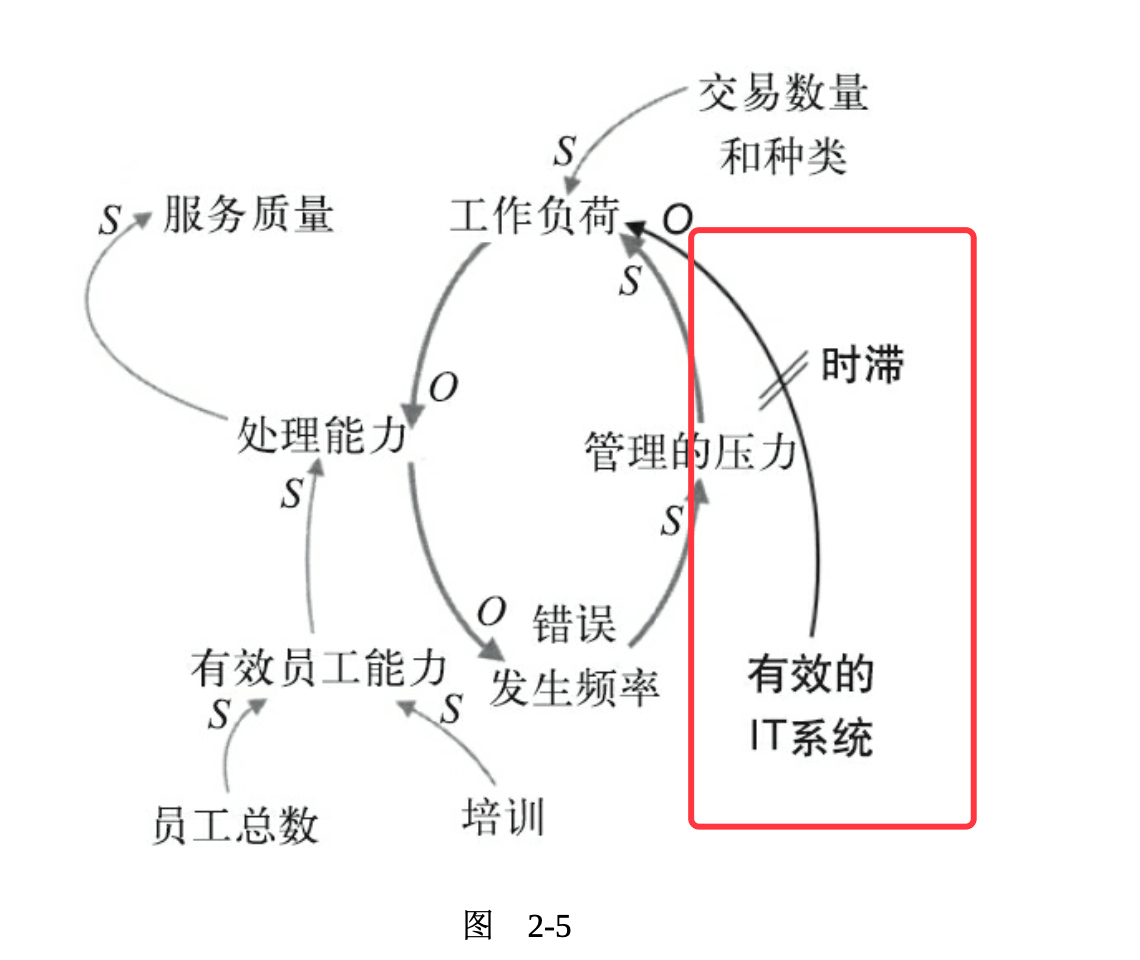 交易数量
和种类
S
S
服务质量
工作负荷
O
S
O
时滞
处理能力
管理的压力
S
S
O
错误
发生频率
有效员工能力
有效的
IT系统
S
S
员工总数
培训
图 2-5